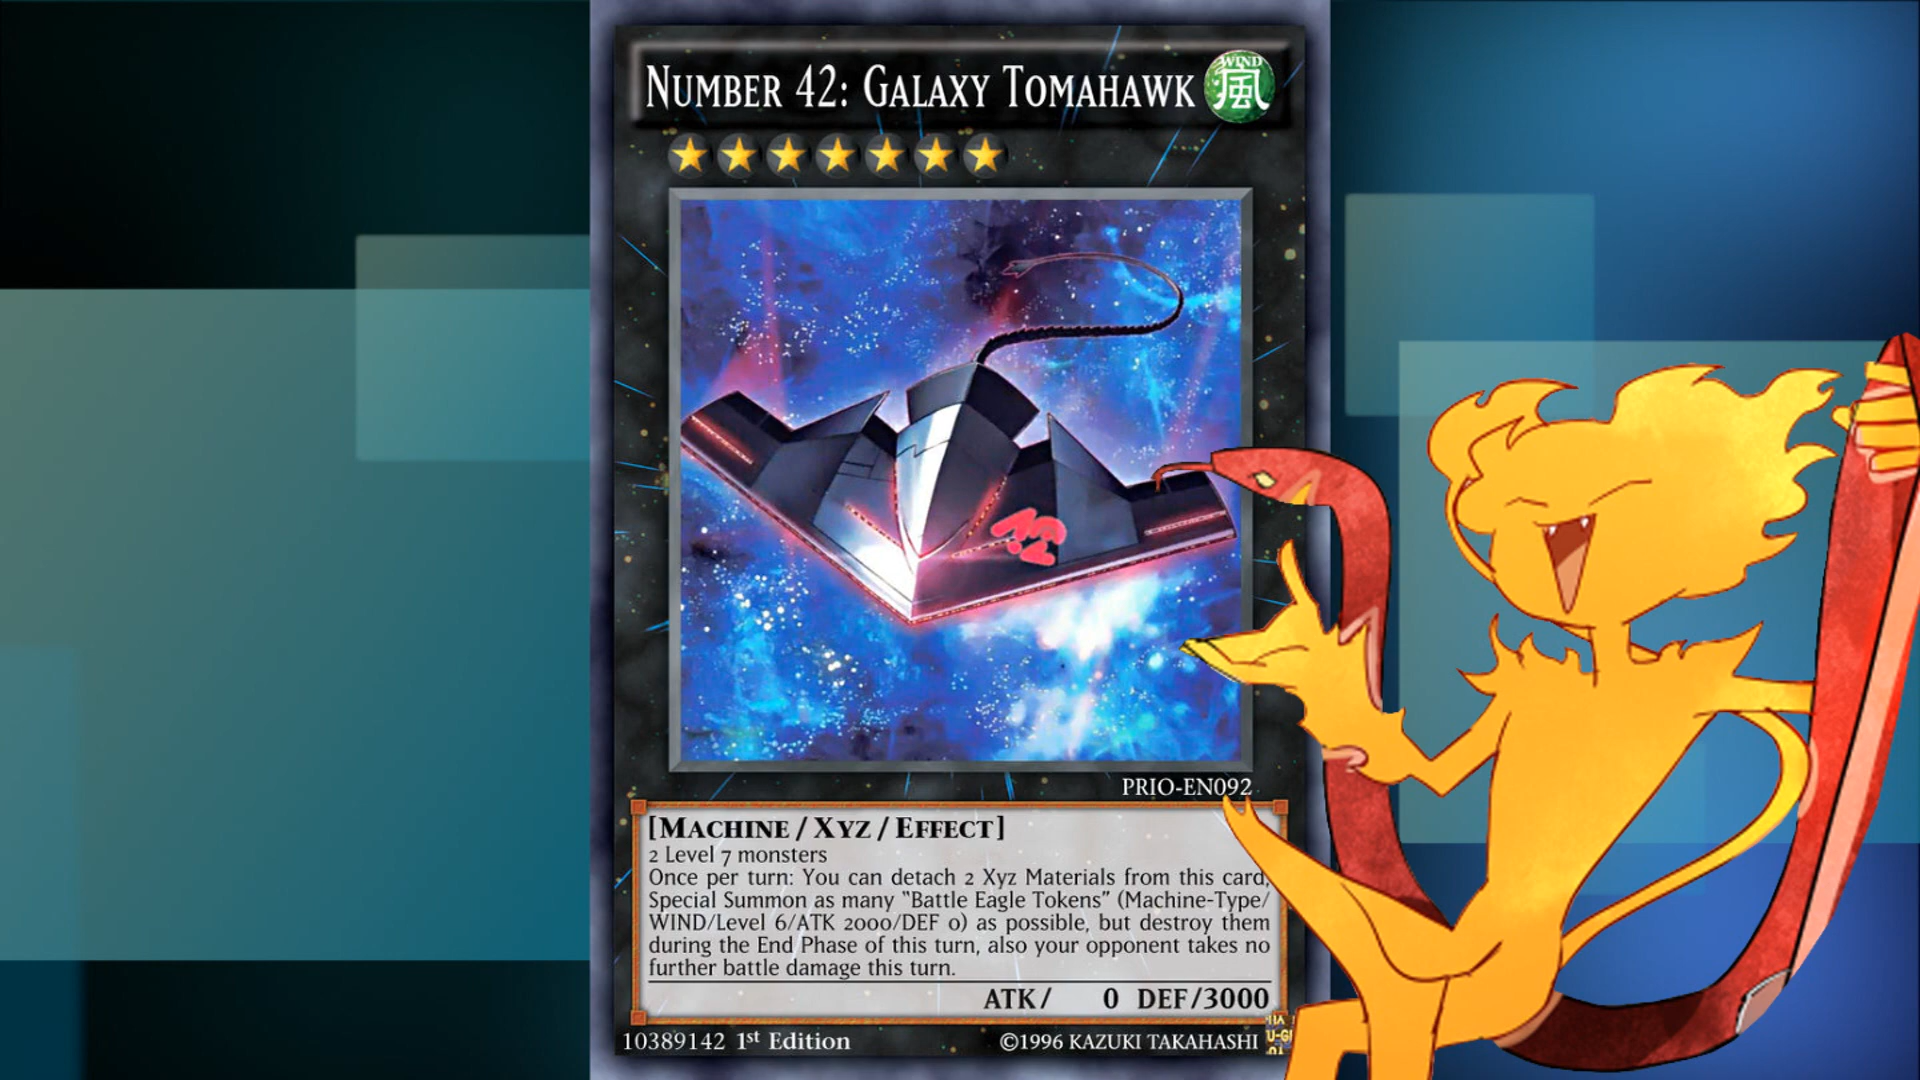 NUMBER 42: GALAXY TOMAHAWK
WIND
風
42
PRIO-EN092
[MACHINE / XYZ / EFFECT]
2 Level 7 monsters
Once per turn: You can detach 2 Xyz Materials from this card,
Special Summon as many "Battle Eagle Tokens" (Machine-Type/
WIND/Level 6/ATK 2000/DEF 0) as possible, but destroy them
during the End Phase of this turn, also your opponent takes no
further battle damage this turn.
ATK/ 0 DEF/3000
10389142 1st Edition
©1996 KAZUKI TAKAHASHI